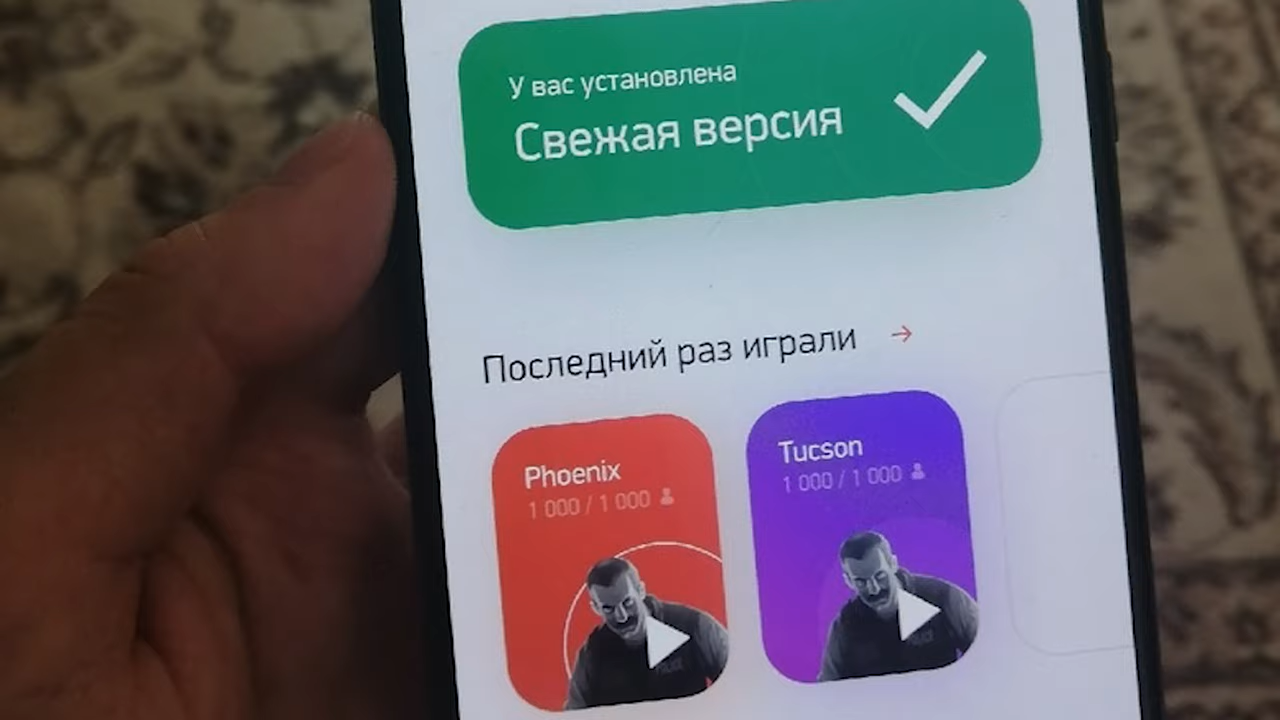 У вас установлена
Свежая версия
Последний раз играли →
Phoenix
1 000 / 1 000
Tucson
1 000 / 1 000